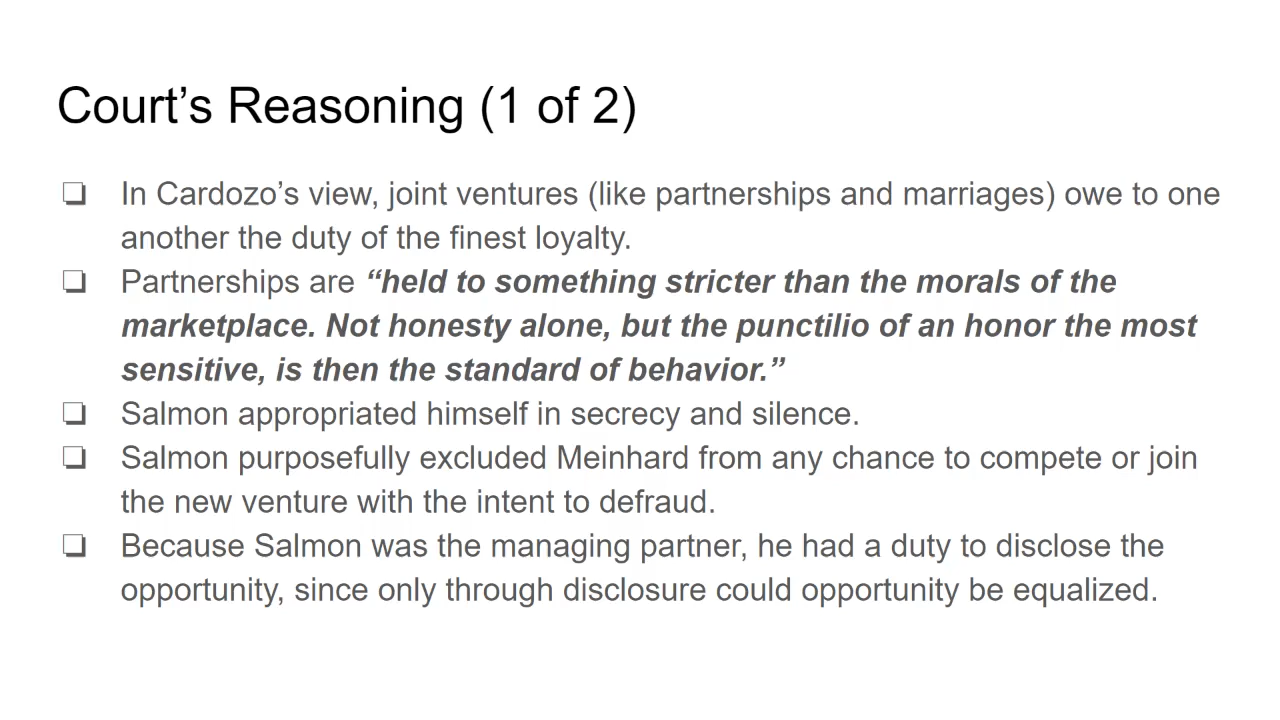 Court’s Reasoning (1 of 2)
❏ In Cardozo’s view, joint ventures (like partnerships and marriages) owe to one
another the duty of the finest loyalty.
❏ Partnerships are “held to something stricter than the morals of the
marketplace. Not honesty alone, but the punctilio of an honor the most
sensitive, is then the standard of behavior.”
❏ Salmon appropriated himself in secrecy and silence.
❏ Salmon purposefully excluded Meinhard from any chance to compete or join
the new venture with the intent to defraud.
❏ Because Salmon was the managing partner, he had a duty to disclose the
opportunity, since only through disclosure could opportunity be equalized.